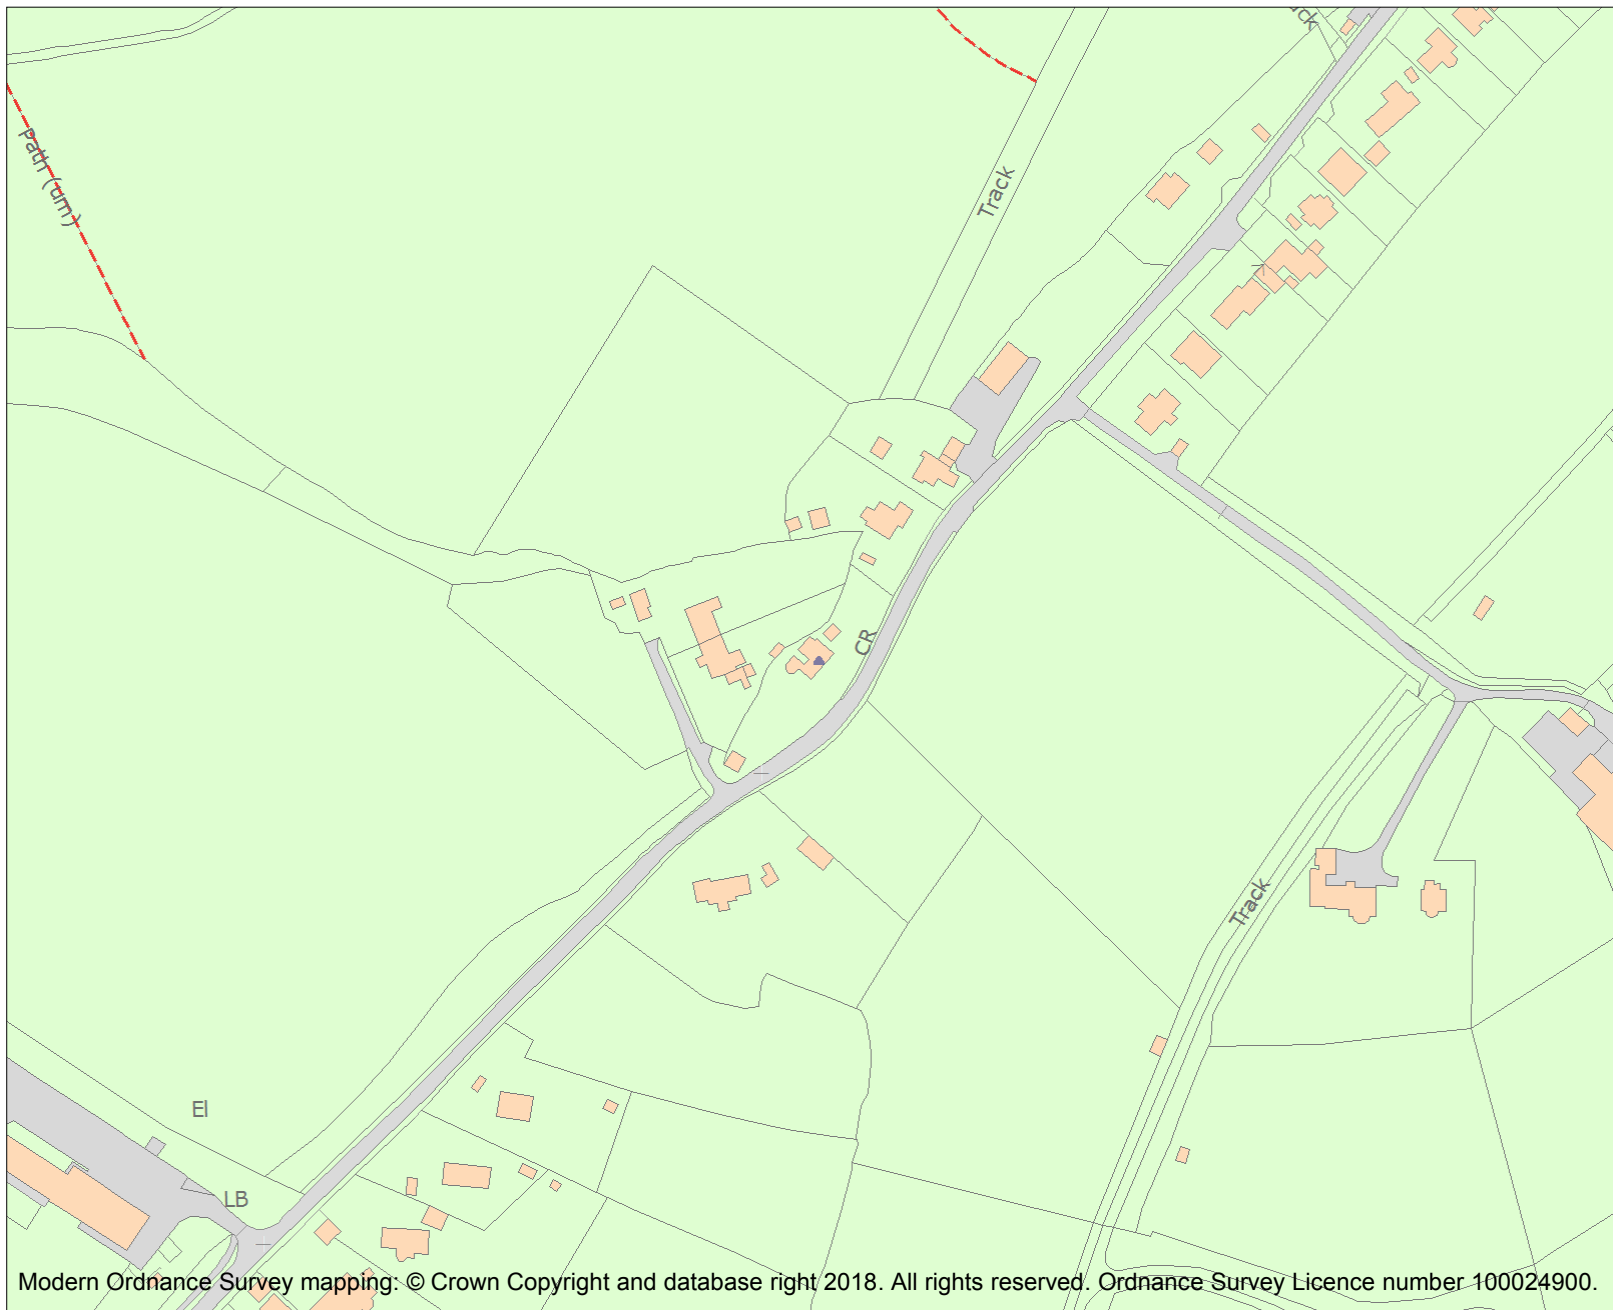 Track
Path (um)
Track
CR
Track
El
LB
Modern Ordnance Survey mapping: © Crown Copyright and database right 2018. All rights reserved. Ordnance Survey Licence number 100024900.